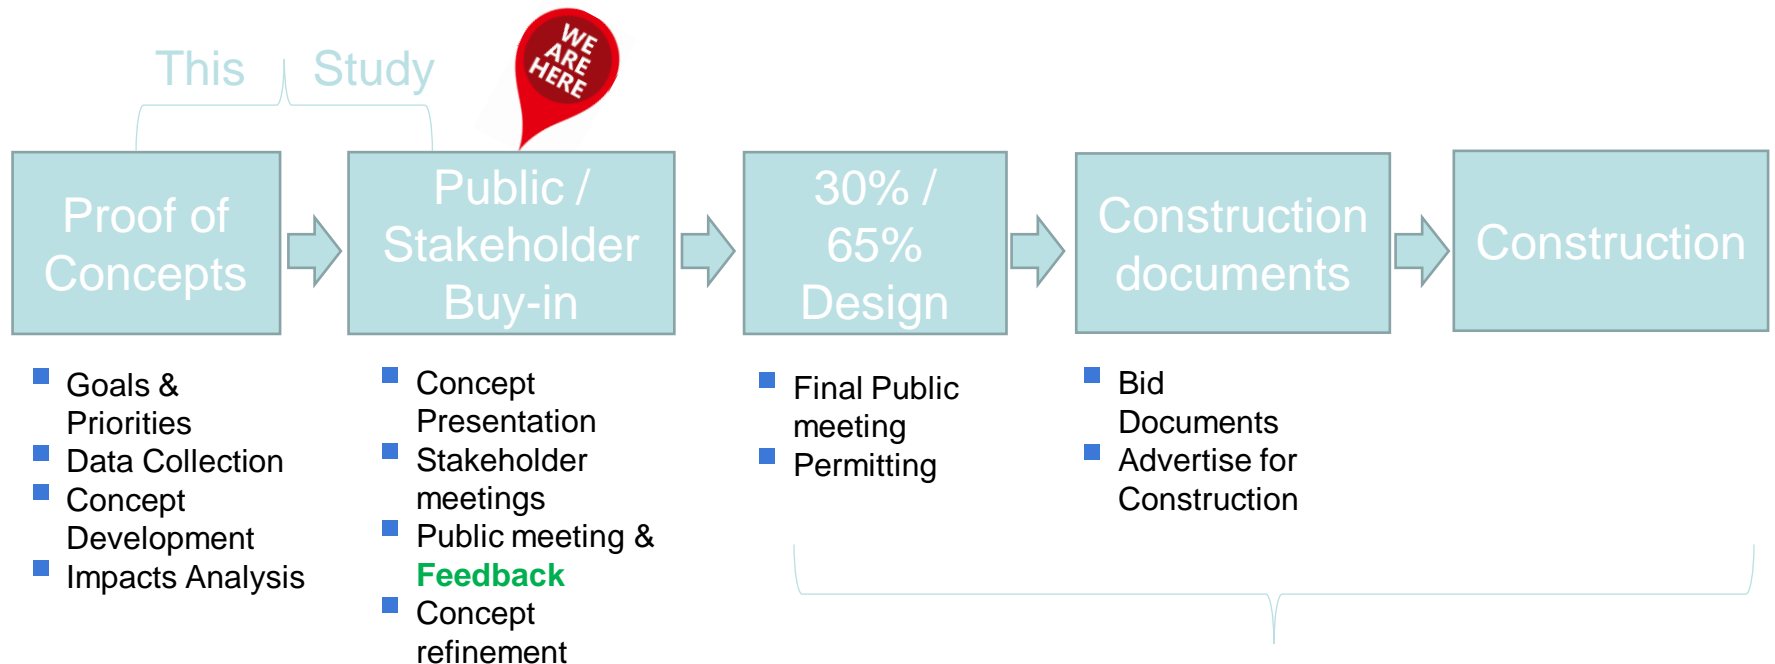 This Study
WE
ARE
HERE
Proof of
Concepts
Public /
Stakeholder
Buy-in
30% /
65%
Design
Construction
documents
Construction
Goals &
Priorities
Data Collection
Concept
Development
Impacts Analysis
Concept
Presentation
Stakeholder
meetings
Public meeting &
Feedback
Concept
refinement
Final Public
meeting
Permitting
Bid
Documents
Advertise for
Construction